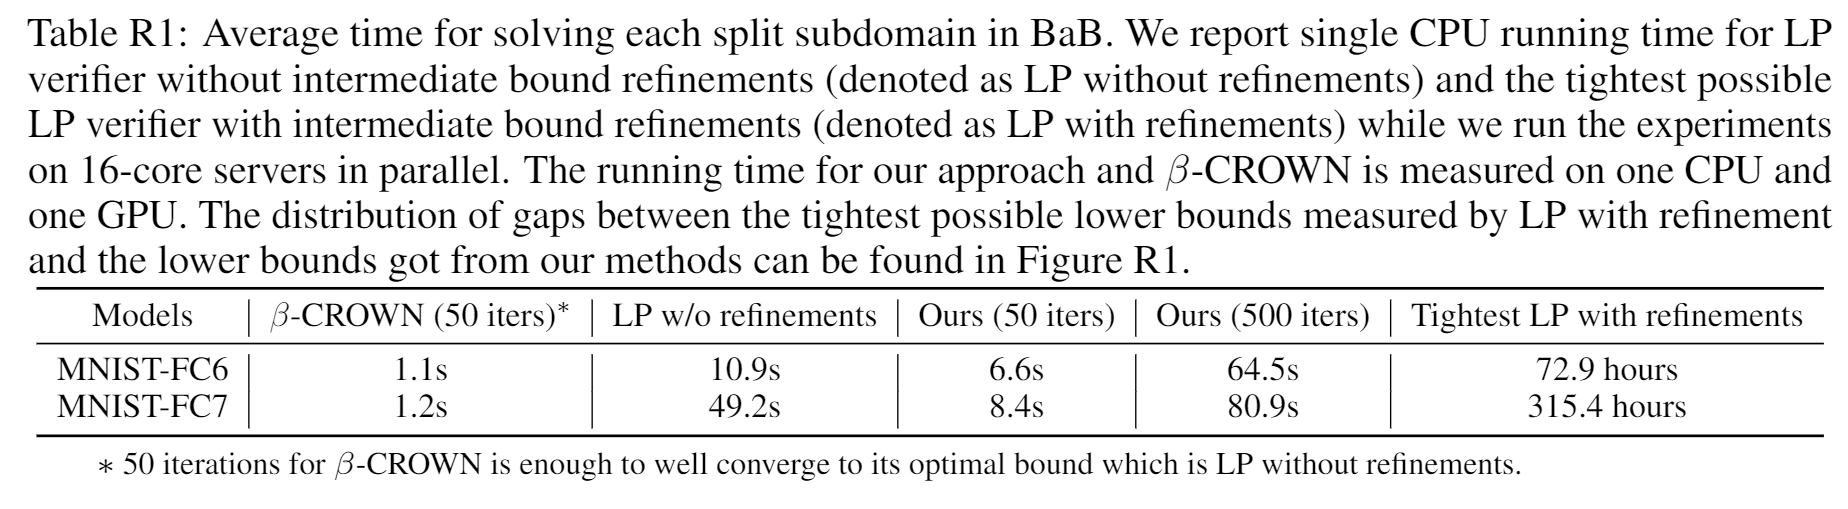 Table R1: Average time for solving each split subdomain in BaB. We report single CPU running time for LP
verifier without intermediate bound refinements (denoted as LP without refinements) and the tightest possible
LP verifier with intermediate bound refinements (denoted as LP with refinements) while we run the experiments
on 16-core servers in parallel. The running time for our approach and β-CROWN is measured on one CPU and
one GPU. The distribution of gaps between the tightest possible lower bounds measured by LP with refinement
and the lower bounds got from our methods can be found in Figure R1.
Models | β-CROWN (50 iters)* | LP w/o refinements | Ours (50 iters) | Ours (500 iters) | Tightest LP with refinements
MNIST-FC6 | 1.1s | 10.9s | 6.6s | 64.5s | 72.9 hours
MNIST-FC7 | 1.2s | 49.2s | 8.4s | 80.9s | 315.4 hours
* 50 iterations for β-CROWN is enough to well converge to its optimal bound which is LP without refinements.